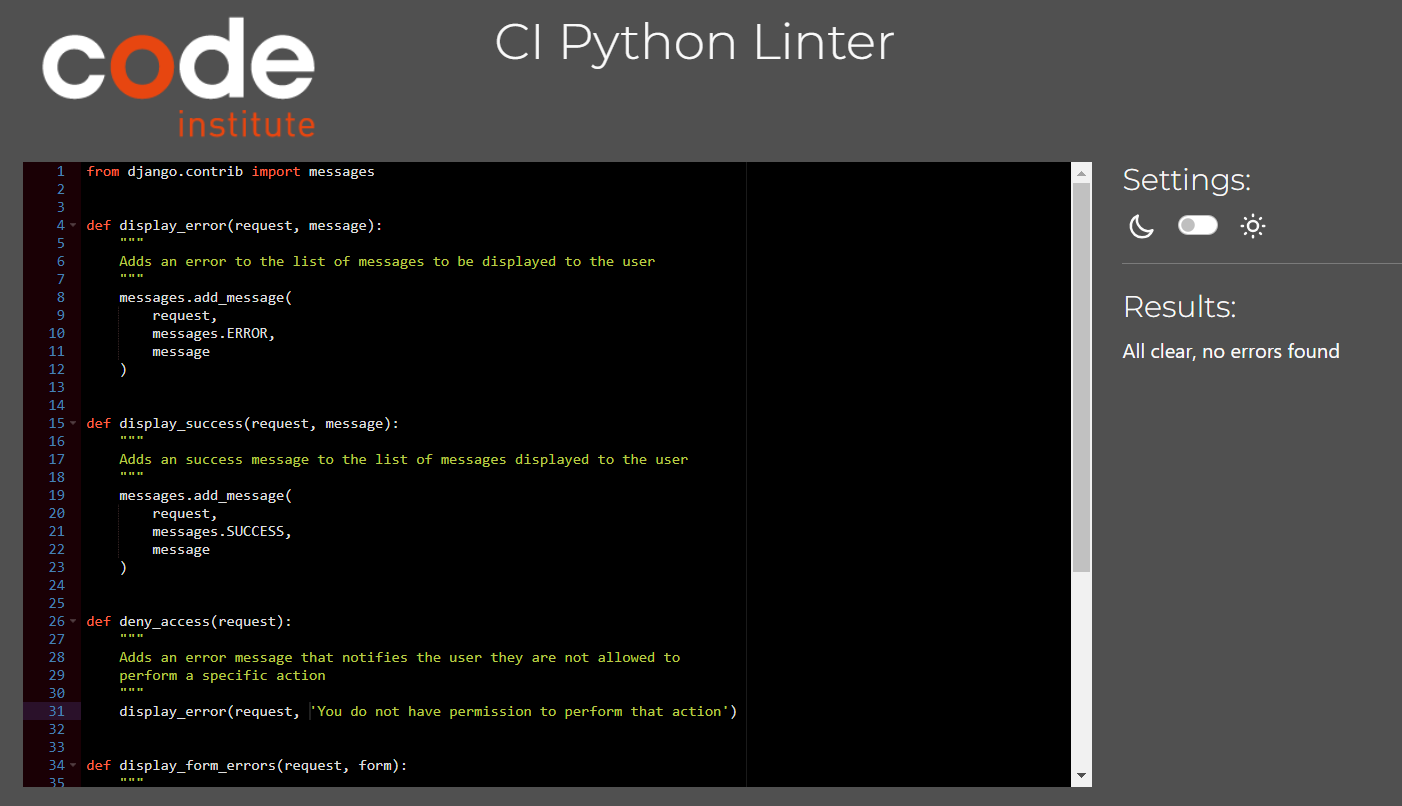 code
institute
CI Python Linter
1 from django.contrib import messages
2
3
4 def display_error(request, message):
5     """
6     Adds an error to the list of messages to be displayed to the user
7     """
8     messages.add_message(
9         request,
10         messages.ERROR,
11         message
12     )
13
14
15 def display_success(request, message):
16     """
17     Adds an success message to the list of messages displayed to the user
18     """
19     messages.add_message(
20         request,
21         messages.SUCCESS,
22         message
23     )
24
25
26 def deny_access(request):
27     """
28     Adds an error message that notifies the user they are not allowed to
29     perform a specific action
30     """
31     display_error(request, 'You do not have permission to perform that action')
32
33
34 def display_form_errors(request, form):
35     """
Settings:
Results:
All clear, no errors found